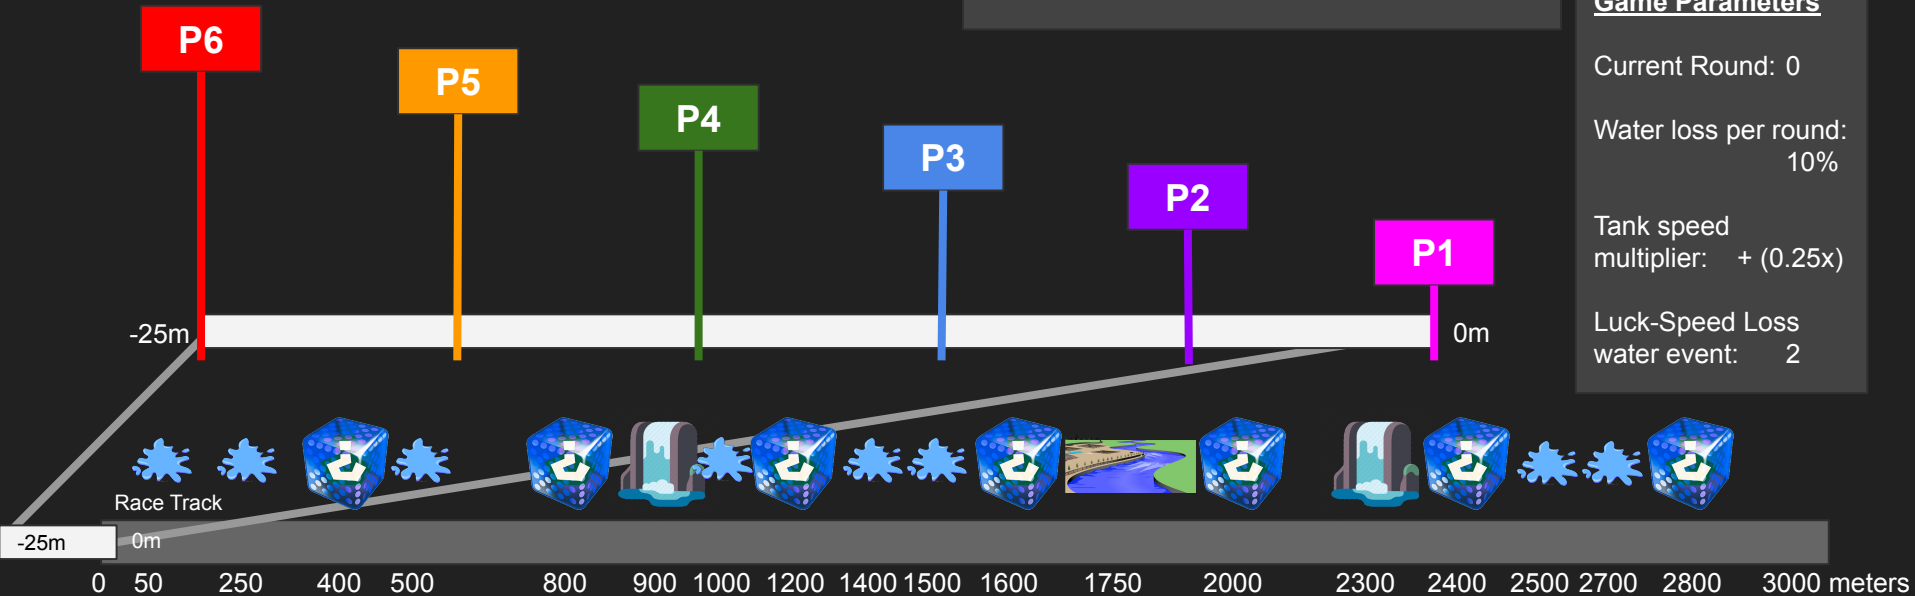 P6
P5
P4
P3
P2
P1
-25m
0m
Game Parameters
Current Round: 0
Water loss per round:
10%
Tank speed
multiplier: + (0.25x)
Luck-Speed Loss
water event: 2
Race Track
-25m
0m
0 50 250 400 500 800 900 1000 1200 1400 1500 1600 1750 2000 2300 2400 2500 2700 2800 3000 meters